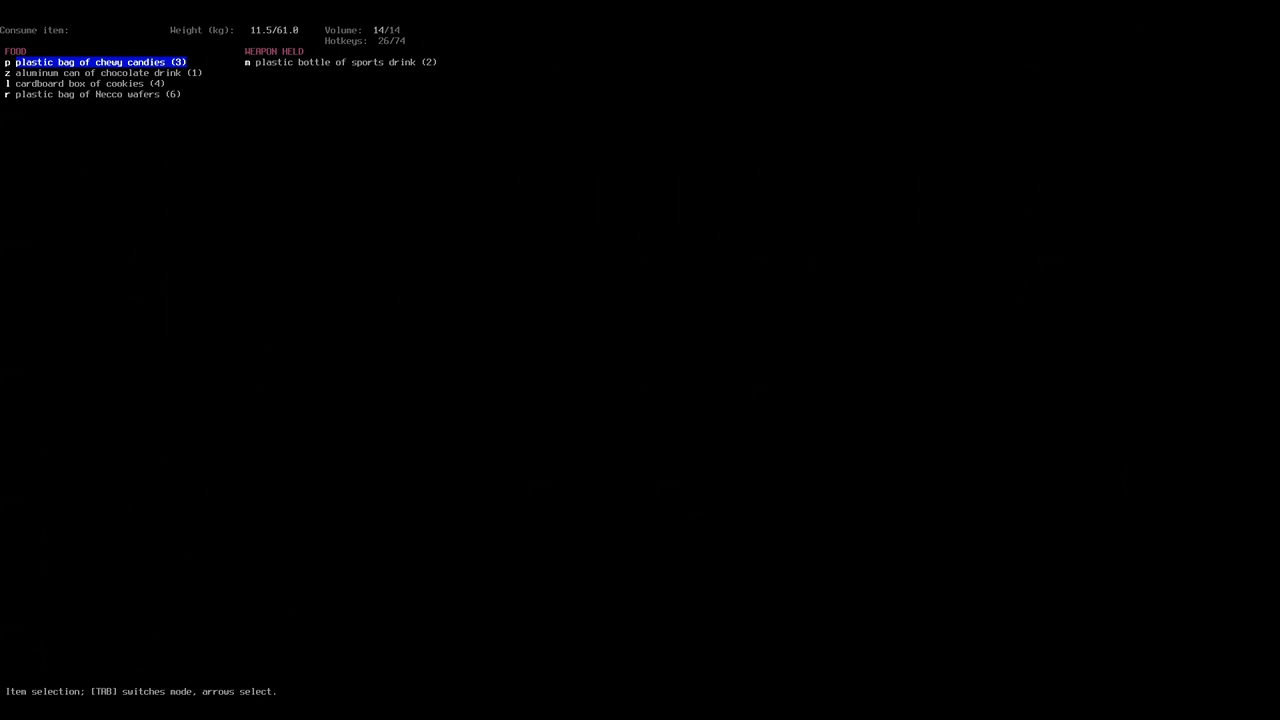 Consume item: Weight (kg): 11.5/61.0 Volume: 14/14
Hotkeys: 26/74
FOOD WEAPON HELD
p plastic bag of chewy candies (3) m plastic bottle of sports drink (2)
z aluminum can of chocolate drink (1)
l cardboard box of cookies (4)
r plastic bag of Necco wafers (6)
Item selection; [TAB] switches mode, arrows select.